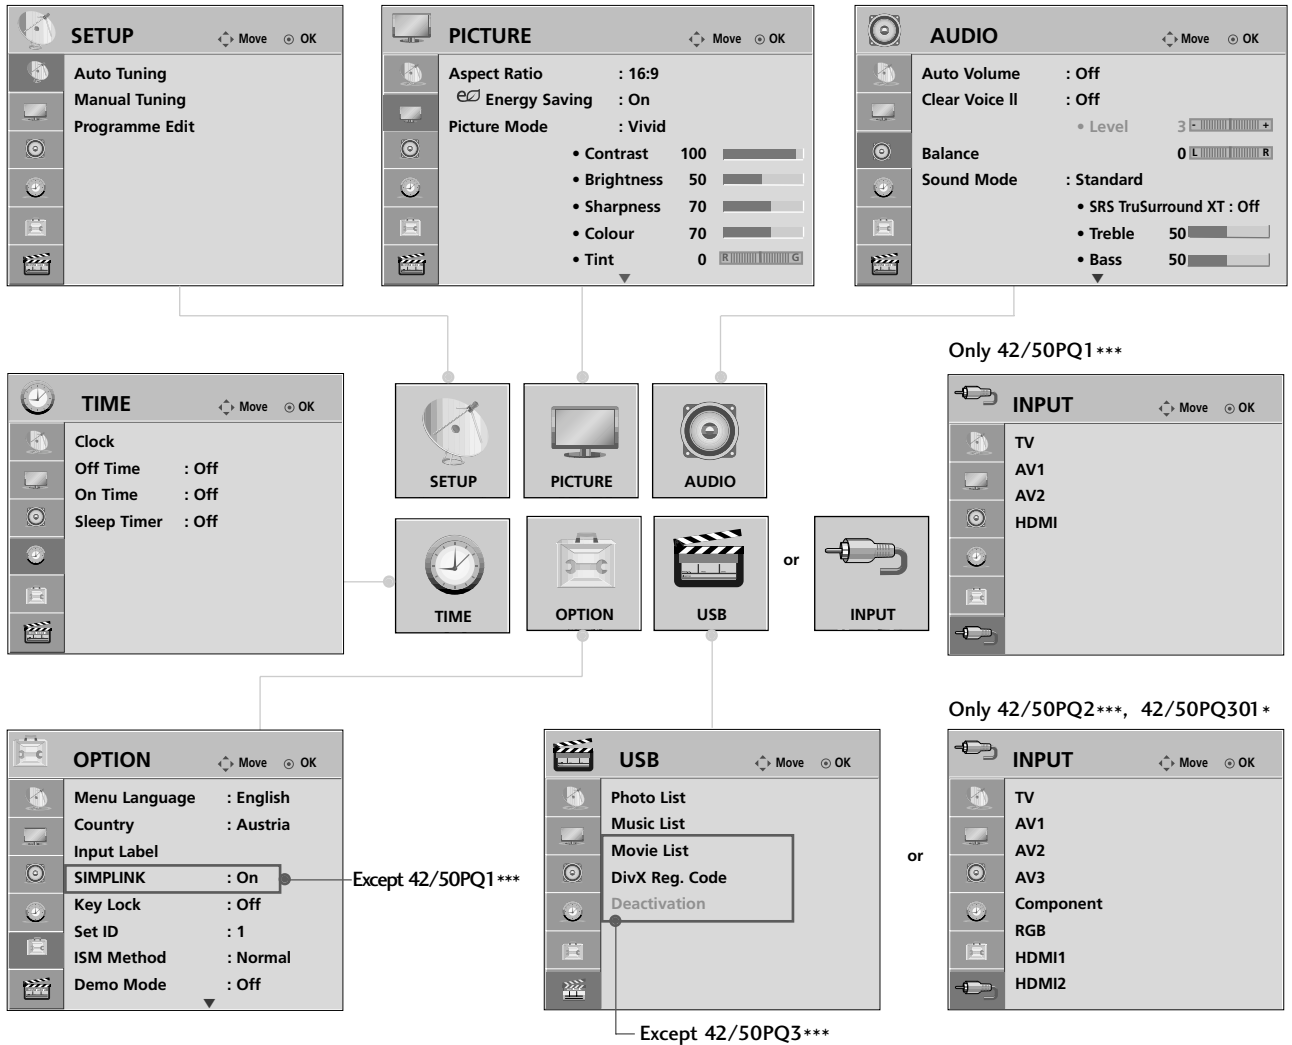 SETUP Move OK
Auto Tuning
Manual Tuning
Programme Edit
PICTURE Move OK
Aspect Ratio : 16:9
e Energy Saving : On
Picture Mode : Vivid
• Contrast 100
• Brightness 50
• Sharpness 70
• Colour 70
• Tint 0 R G
AUDIO Move OK
Auto Volume : Off
Clear Voice II : Off
• Level 3 - +
Balance 0 L R
Sound Mode : Standard
• SRS TruSurround XT : Off
• Treble 50
• Bass 50
TIME Move OK
Clock
Off Time : Off
On Time : Off
Sleep Timer : Off
SETUP
PICTURE
AUDIO
TIME
OPTION
USB
or
INPUT
Only 42/50PQ1***
INPUT Move OK
TV
AV1
AV2
HDMI
OPTION Move OK
Menu Language : English
Country : Austria
Input Label
SIMPLINK : On
Key Lock : Off
Set ID : 1
ISM Method : Normal
Demo Mode : Off
Except 42/50PQ1***
USB Move OK
Photo List
Music List
Movie List
DivX Reg. Code
Deactivation
Except 42/50PQ3***
or
Only 42/50PQ2***, 42/50PQ301*
INPUT Move OK
TV
AV1
AV2
AV3
Component
RGB
HDMI1
HDMI2